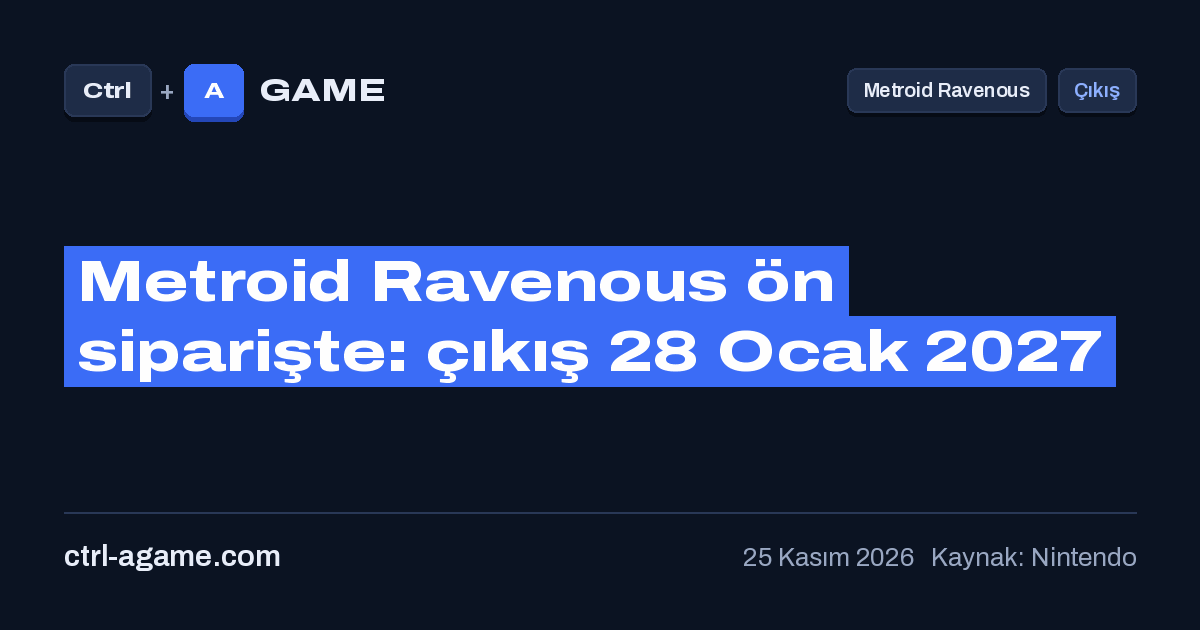 Ctrl + A GAME
Metroid Ravenous Çıkış
Metroid Ravenous ön
siparişte: çıkış 28 Ocak 2027
ctrl-agame.com
25 Kasım 2026 Kaynak: Nintendo